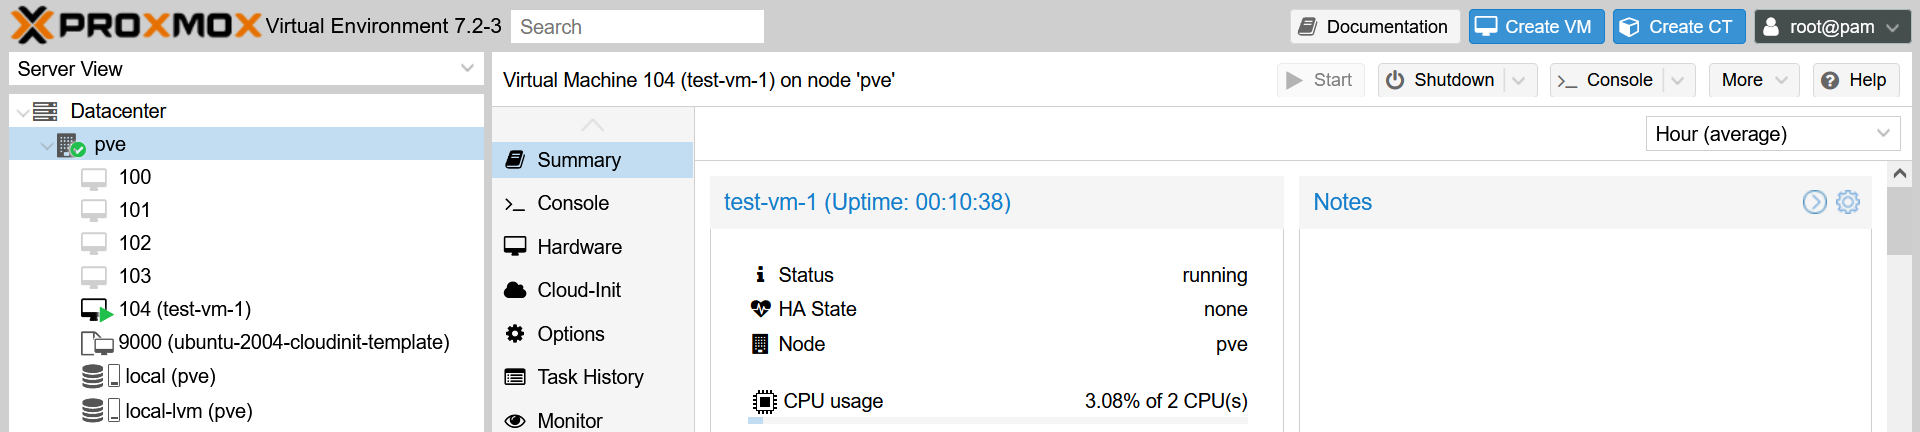 PROXMOX Virtual Environment 7.2-3 Search Documentation Create VM Create CT root@pam
Server View
Datacenter
pve
100
101
102
103
104 (test-vm-1)
9000 (ubuntu-2004-cloudinit-template)
local (pve)
local-lvm (pve)
Virtual Machine 104 (test-vm-1) on node 'pve' Start Shutdown Console More Help
Summary
Console
Hardware
Cloud-Init
Options
Task History
Monitor
Hour (average)
test-vm-1 (Uptime: 00:10:38)
Status running
HA State none
Node pve
CPU usage 3.08% of 2 CPU(s)
Notes